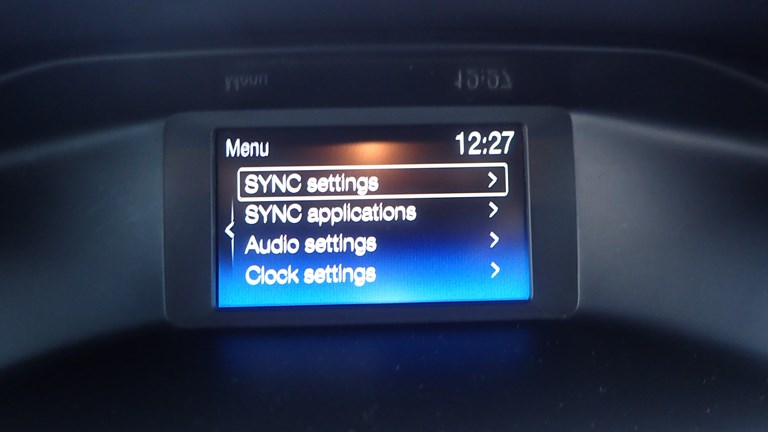 Menu 12:27
SYNC settings
SYNC applications
Audio settings
Clock settings